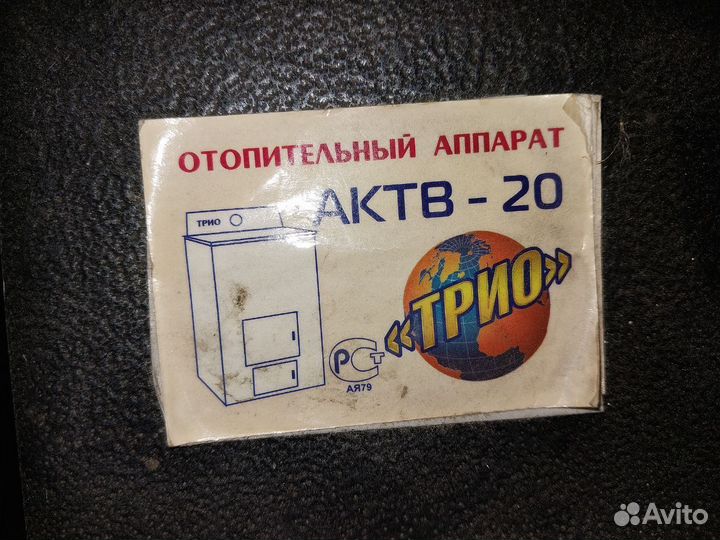 ОТОПИТЕЛЬНЫЙ АППАРАТ
АКТВ - 20
ТРИО
«ТРИО»
РСТ
АЯ79
Avito